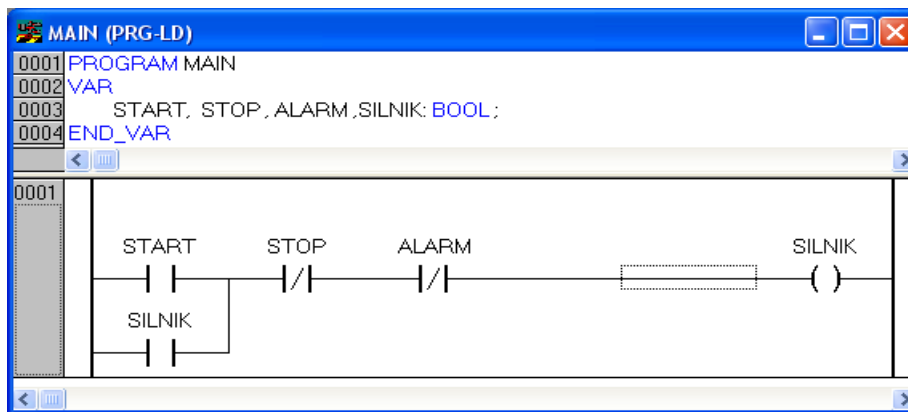 MAIN (PRG-LD)
0001 PROGRAM MAIN
0002 VAR
0003 START, STOP, ALARM,SILNIK: BOOL;
0004 END_VAR
0001
START STOP ALARM SILNIK
SILNIK